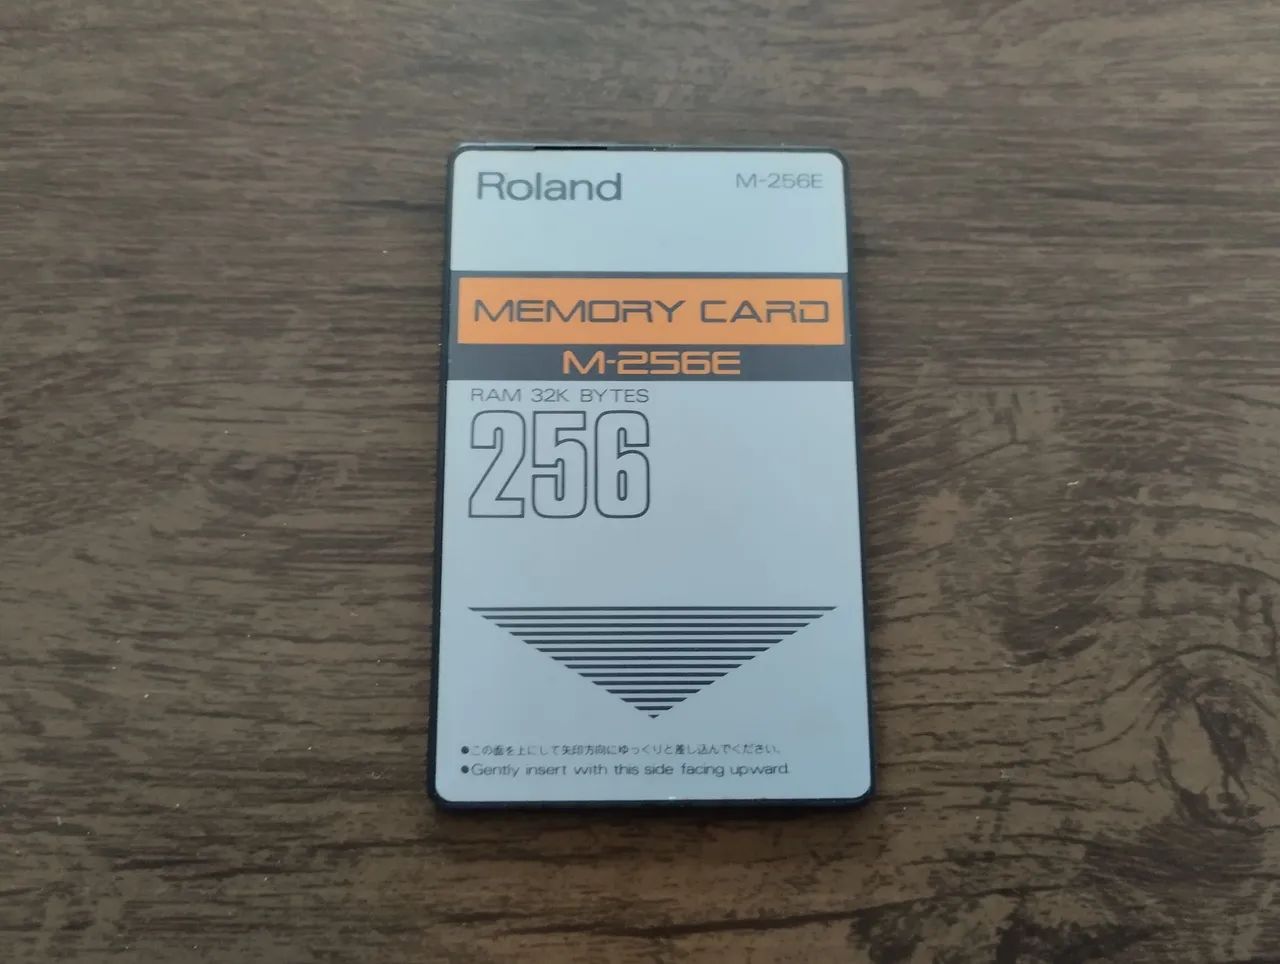 Roland M-256E
MEMORY CARD
M-256E
RAM 32K BYTES
256
●この面を上にして矢印方向にゆっくりと差し込んでください。
●Gently insert with this side facing upward.